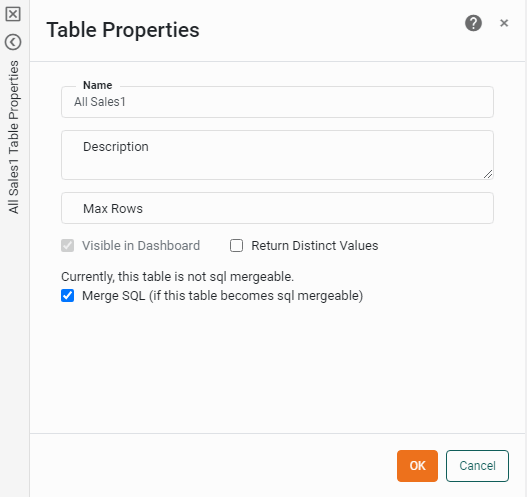 Table Properties
All Sales1 Table Properties
Name
All Sales1
Description
Max Rows
Visible in Dashboard
Return Distinct Values
Currently, this table is not sql mergeable.
Merge SQL (if this table becomes sql mergeable)
OK
Cancel